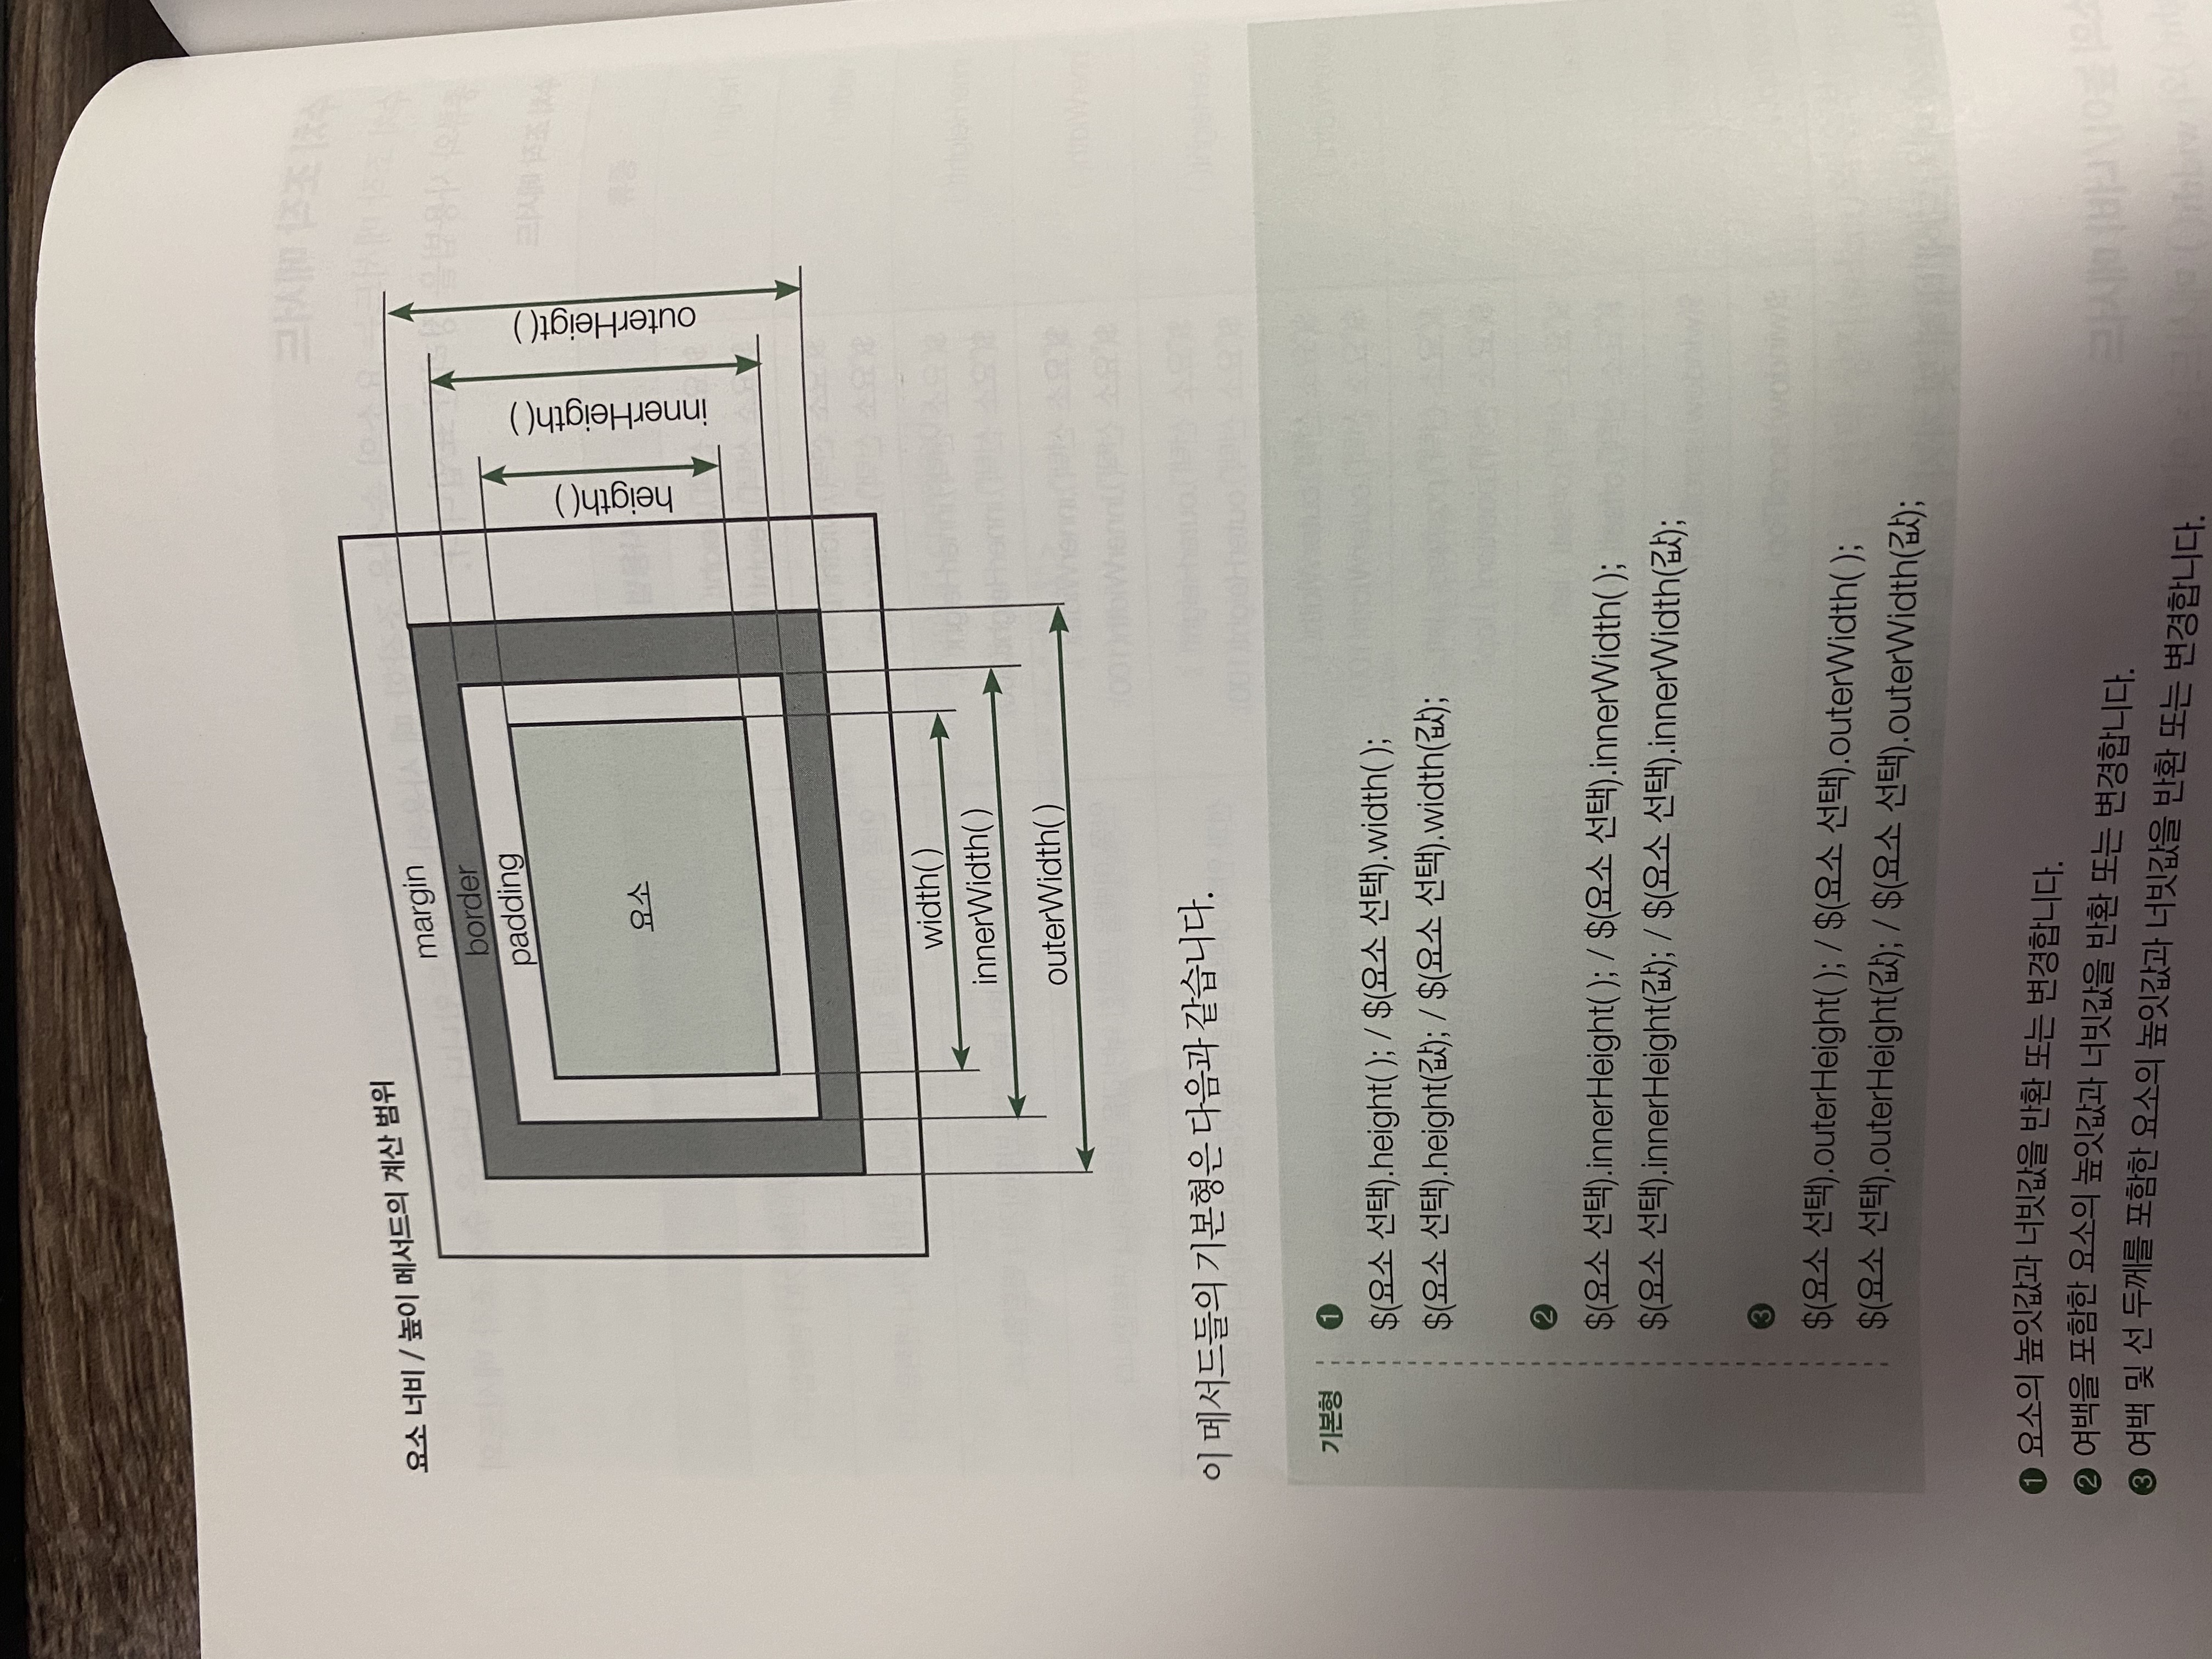 요소 너비 / 높이 메서드의 계산 범위
margin
border
padding
요소
width( )
innerWidth( )
outerWidth( )
heigth( )
innerHeigth( )
outerHeigt( )
이 메서드들의 기본형은 다음과 같습니다.
기본형
❶
$(요소 선택).height( ); / $(요소 선택).width( );
$(요소 선택).height(값); / $(요소 선택).width(값);
❷
$(요소 선택).innerHeight( ); / $(요소 선택).innerWidth( );
$(요소 선택).innerHeight(값); / $(요소 선택).innerWidth(값);
❸
$(요소 선택).outerHeight( ); / $(요소 선택).outerWidth( );
$(요소 선택).outerHeight(값); / $(요소 선택).outerWidth(값);
❶ 요소의 높잇값과 너빗값을 반환 또는 변경합니다.
❷ 여백을 포함한 요소의 높잇값과 너빗값을 반환 또는 변경합니다.
❸ 여백 및 선 두께를 포함한 요소의 높잇값과 너빗값을 반환 또는 변경합니다.